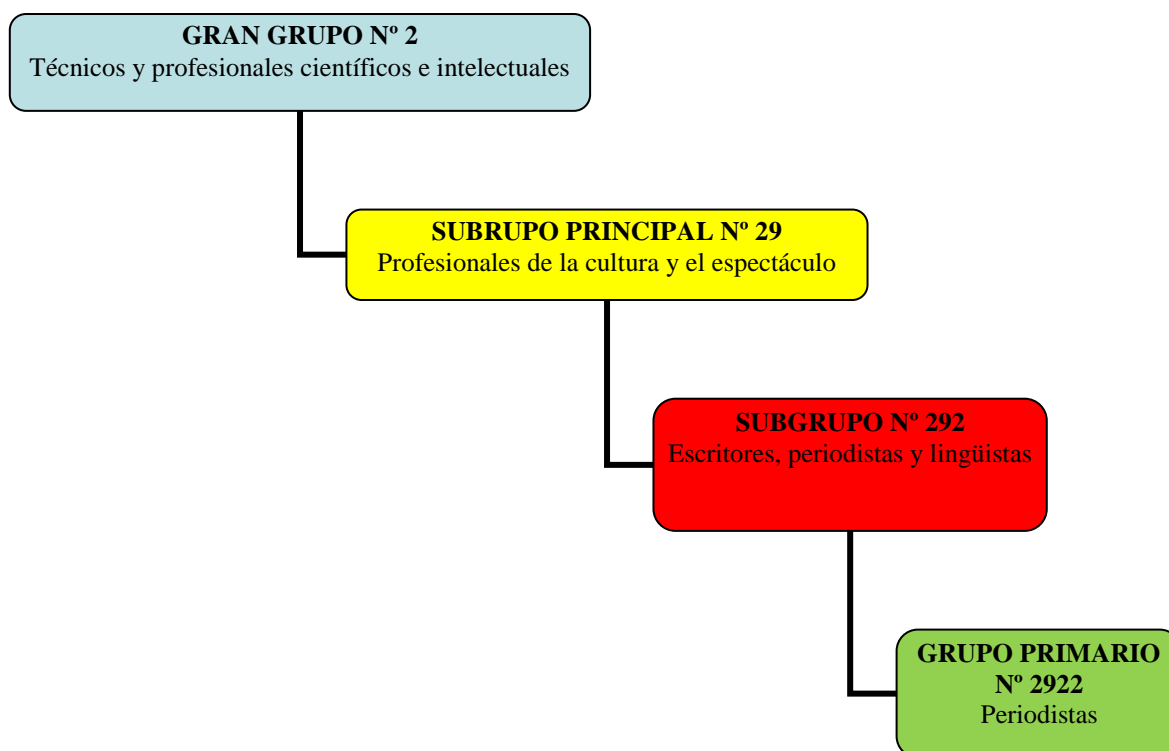 GRAN GRUPO Nº 2
Técnicos y profesionales científicos e intelectuales
SUBRUPO PRINCIPAL Nº 29
Profesionales de la cultura y el espectáculo
SUBGRUPO Nº 292
Escritores, periodistas y lingüistas
GRUPO PRIMARIO
Nº 2922
Periodistas